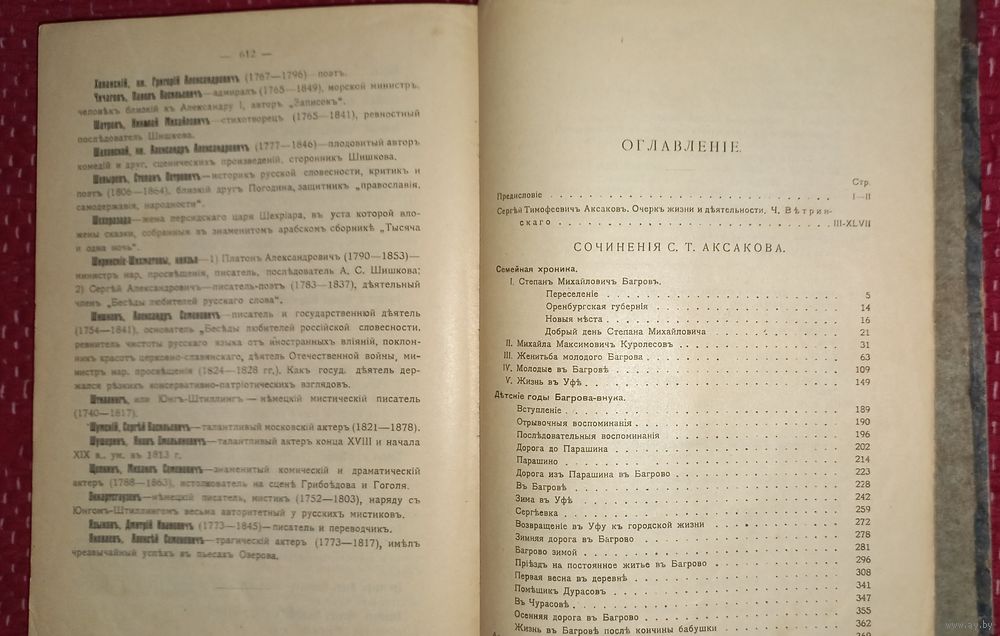 — 612 —
Хованскій, кн. Григорій Александровичъ (1767—1796) — поэтъ.
Чичаговъ, Павелъ Васильевичъ—адмиралъ (1765—1849), морской министръ,
человѣкъ близкій къ Александру I, авторъ „Записокъ“.
Шатровъ, Николай Михайловичъ—стихотворецъ (1765—1841), ревностный
послѣдователь Шишкова.
Шаховской, кн. Александръ Александровичъ (1777—1846)—плодовитый авторъ
комедій и друг. сценическихъ произведеній, сторонникъ Шишкова.
Шевыревъ, Степанъ Петровичъ—историкъ русской словесности, критикъ и
поэтъ (1806—1864), близкій другъ Погодина, защитникъ „православія,
самодержавія, народности“.
Шехеразада—жена персидскаго царя Шехріара, въ уста которой вло-
жены сказки, собранныя въ знаменитомъ арабскомъ сборникѣ „Тысяча
и одна ночь“.
Ширинскіе-Шихматовы, князья—1) Платонъ Александровичъ (1790—1853)—
министръ нар. просвѣщенія, писатель, послѣдователь А. С. Шишкова;
2) Сергѣй Александровичъ—писатель-поэтъ (1783—1837), дѣятельный
членъ „Бесѣды любителей русскаго слова“.
Шишковъ, Александръ Семеновичъ—писатель и государственный дѣятель
(1754—1841), основатель „Бесѣды любителей россійской словесности,
ревнитель чистоты русскаго языка отъ иностранныхъ вліяній, поклон-
никъ красотъ церковно-славянскаго, дѣятель Отечественной войны, ми-
нистръ нар. просвѣщенія (1824—1828 гг.). Какъ госуд. дѣятель дер-
жался рѣзкихъ консервативно-патріотическихъ взглядовъ.
Штиллингъ, или Юнгъ-Штиллингъ—нѣмецкій мистическій писатель
(1740—1817).
Шумскій, Сергѣй Васильевичъ—талантливый московскій актеръ (1821—1878).
Шушеринъ, Яковъ Емельяновичъ—талантливый актеръ конца XVIII и начала
XIX в., ум. въ 1813 г.
Щепкинъ, Михаилъ Семеновичъ—знаменитый комическій и драматическій
актеръ (1788—1863), истолкователь на сценѣ Грибоѣдова и Гоголя.
Эккартсгаузенъ—нѣмецкій писатель, мистикъ (1752—1803), наряду съ
Юнгомъ-Штиллингомъ весьма авторитетный у русскихъ мистиковъ.
Языковъ, Дмитрій Ивановичъ (1773—1845)—писатель и переводчикъ.
Яковлевъ, Алексѣй Семеновичъ—трагическій актеръ (1773—1817), имѣлъ
чрезвычайный успѣхъ въ пьесахъ Озерова.
ОГЛАВЛЕНІЕ.
Стр.
Предисловіе I—II
Сергѣй Тимофеевичъ Аксаковъ. Очеркъ жизни и дѣятельности, Ч. Вѣтрин-
скаго III-XLVII
СОЧИНЕНІЯ С. Т. АКСАКОВА.
Семейная хроника.
I. Степанъ Михайловичъ Багровъ.
Переселеніе 5
Оренбургская губернія 14
Новыя мѣста 16
Добрый день Степана Михайловича 21
II. Михайла Максимовичъ Куролесовъ 31
III. Женитьба молодого Багрова 63
IV. Молодые въ Багровѣ 109
V. Жизнь въ Уфѣ 149
Дѣтскіе годы Багрова-внука.
Вступленіе 189
Отрывочныя воспоминанія 190
Послѣдовательныя воспоминанія 196
Дорога до Парашина 202
Парашино 214
Дорога изъ Парашина въ Багрово 223
Въ Багровѣ 228
Зима въ Уфѣ 242
Сергеевка 259
Возвращеніе въ Уфу къ городской жизни 272
Зимняя дорога въ Багрово 278
Багрово зимой 281
Пріѣздъ на постоянное житье въ Багрово 296
Первая весна въ деревнѣ 308
Помѣщикъ Дурасовъ 341
Въ Чурасовѣ 347
Осенняя дорога въ Багрово 355
Жизнь въ Багровѣ послѣ кончины бабушки 362
369
www.ay.by